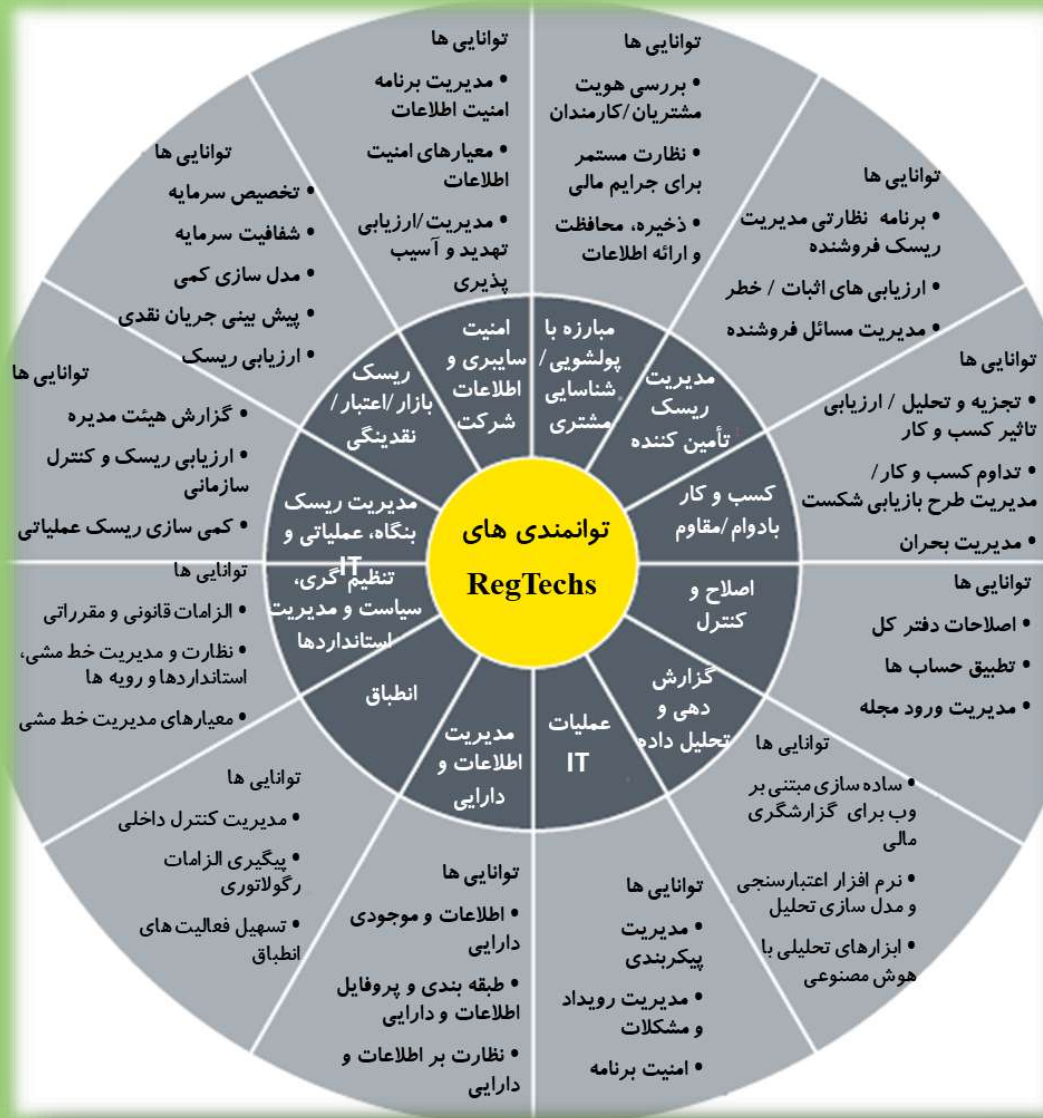 توانمندی های
RegTechs
مبارزه با
پولشویی/
شناسایی
مشتری
توانایی ها
• بررسی هویت
مشتریان/کارمندان
• نظارت مستمر
برای جرایم مالی
• ذخیره، محافظت
و ارائه اطلاعات
مدیریت
ریسک
تأمین کننده
توانایی ها
• برنامه نظارتی مدیریت
ریسک فروشنده
• ارزیابی های اثبات / خطر
• مدیریت مسائل فروشنده
کسب و کار
بادوام/مقاوم
توانایی ها
• تجزیه و تحلیل / ارزیابی
تاثیر کسب و کار
• تداوم کسب و کار/
مدیریت طرح بازیابی شکست
• مدیریت بحران
اصلاح و
کنترل
توانایی ها
• اصلاحات دفتر کل
• تطبیق حساب ها
• مدیریت ورود مجله
گزارش
دهی و
تحلیل داده
توانایی ها
• ساده سازی مبتنی بر
وب برای گزارشگری
مالی
• نرم افزار اعتبارسنجی
و مدل سازی تحلیل
• ابزارهای تحلیلی با
هوش مصنوعی
عملیات
IT
توانایی ها
• مدیریت
پیکربندی
• مدیریت رویداد
و مشکلات
• امنیت برنامه
مدیریت
اطلاعات و
دارایی
توانایی ها
• اطلاعات و موجودی
دارایی
• طبقه بندی و پروفایل
اطلاعات و دارایی
• نظارت بر اطلاعات و
دارایی
انطباق
توانایی ها
• مدیریت کنترل داخلی
• پیگیری الزامات
رگولاتوری
• تسهیل فعالیت های
انطباق
تنظیم گری،
سیاست و مدیریت
استانداردها
توانایی ها
• الزامات قانونی و مقرراتی
• نظارت و مدیریت خط مشی،
استانداردها و رویه ها
• معیارهای مدیریت خط مشی
مدیریت ریسک
بنگاه، عملیاتی و
IT
توانایی ها
• گزارش هیئت مدیره
• ارزیابی ریسک و کنترل
سازمانی
• کمی سازی ریسک عملیاتی
ریسک
بازار/اعتبار/
نقدینگی
توانایی ها
• تخصیص سرمایه
• شفافیت سرمایه
• مدل سازی کمی
• پیش بینی جریان نقدی
• ارزیابی ریسک
امنیت
سایبری و
اطلاعات
شرکت
توانایی ها
• مدیریت برنامه
امنیت اطلاعات
• معیارهای امنیت
اطلاعات
• مدیریت/ارزیابی
تهدید و آسیب
پذیری